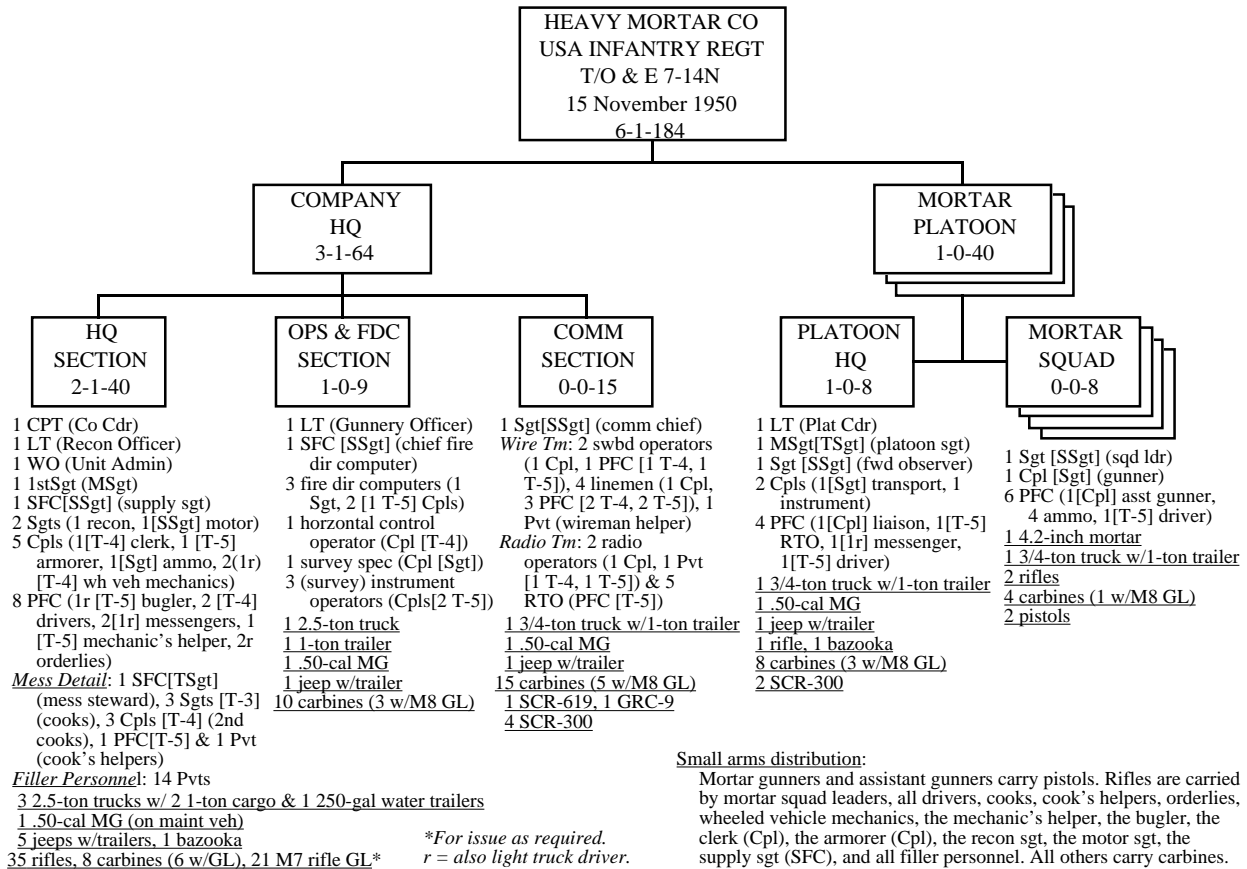 HEAVY MORTAR CO
USA INFANTRY REGT
T/O & E 7-14N
15 November 1950
6-1-184
COMPANY
HQ
3-1-64
MORTAR
PLATOON
1-0-40
HQ
SECTION
2-1-40
OPS & FDC
SECTION
1-0-9
COMM
SECTION
0-0-15
PLATOON
HQ
1-0-8
MORTAR
SQUAD
0-0-8
1 CPT (Co Cdr)
1 LT (Recon Officer)
1 WO (Unit Admin)
1 1stSgt (MSgt)
1 SFC[SSgt] (supply sgt)
2 Sgts (1 recon, 1[SSgt] motor)
5 Cpls (1[T-4] clerk, 1 [T-5]
armorer, 1[Sgt] ammo, 2(1r)
[T-4] wh veh mechanics)
8 PFC (1r [T-5] bugler, 2 [T-4]
drivers, 2[1r] messengers, 1
[T-5] mechanic's helper, 2r
orderlies)
Mess Detail: 1 SFC[TSgt]
(mess steward), 3 Sgts [T-3]
(cooks), 3 Cpls [T-4] (2nd
cooks), 1 PFC[T-5] & 1 Pvt
(cook's helpers)
Filler Personnel: 14 Pvts
3 2.5-ton trucks w/ 2 1-ton cargo & 1 250-gal water trailers
1 .50-cal MG (on maint veh)
5 jeeps w/trailers, 1 bazooka
35 rifles, 8 carbines (6 w/GL), 21 M7 rifle GL*
1 LT (Gunnery Officer)
1 SFC [SSgt] (chief fire
dir computer)
3 fire dir computers (1
Sgt, 2 [1 T-5] Cpls)
1 horzontal control
operator (Cpl [T-4])
1 survey spec (Cpl [Sgt])
3 (survey) instrument
operators (Cpls[2 T-5])
1 2.5-ton truck
1 1-ton trailer
1 .50-cal MG
1 jeep w/trailer
10 carbines (3 w/M8 GL)
1 Sgt[SSgt] (comm chief)
Wire Tm: 2 swbd operators
(1 Cpl, 1 PFC [1 T-4, 1
T-5]), 4 linemen (1 Cpl,
3 PFC [2 T-4, 2 T-5]), 1
Pvt (wireman helper)
Radio Tm: 2 radio
operators (1 Cpl, 1 Pvt
[1 T-4, 1 T-5]) & 5
RTO (PFC [T-5])
1 3/4-ton truck w/1-ton trailer
1 .50-cal MG
1 jeep w/trailer
15 carbines (5 w/M8 GL)
1 SCR-619, 1 GRC-9
4 SCR-300
1 LT (Plat Cdr)
1 MSgt[TSgt] (platoon sgt)
1 Sgt [SSgt] (fwd observer)
2 Cpls (1[Sgt] transport, 1
instrument)
4 PFC (1[Cpl] liaison, 1[T-5]
RTO, 1[1r] messenger,
1[T-5] driver)
1 3/4-ton truck w/1-ton trailer
1 .50-cal MG
1 jeep w/trailer
1 rifle, 1 bazooka
8 carbines (3 w/M8 GL)
2 SCR-300
1 Sgt [SSgt] (sqd ldr)
1 Cpl [Sgt] (gunner)
6 PFC (1[Cpl] asst gunner,
4 ammo, 1[T-5] driver)
1 4.2-inch mortar
1 3/4-ton truck w/1-ton trailer
2 rifles
4 carbines (1 w/M8 GL)
2 pistols
*For issue as required.
r = also light truck driver.
Small arms distribution:
Mortar gunners and assistant gunners carry pistols. Rifles are carried
by mortar squad leaders, all drivers, cooks, cook's helpers, orderlies,
wheeled vehicle mechanics, the mechanic's helper, the bugler, the
clerk (Cpl), the armorer (Cpl), the recon sgt, the motor sgt, the
supply sgt (SFC), and all filler personnel. All others carry carbines.